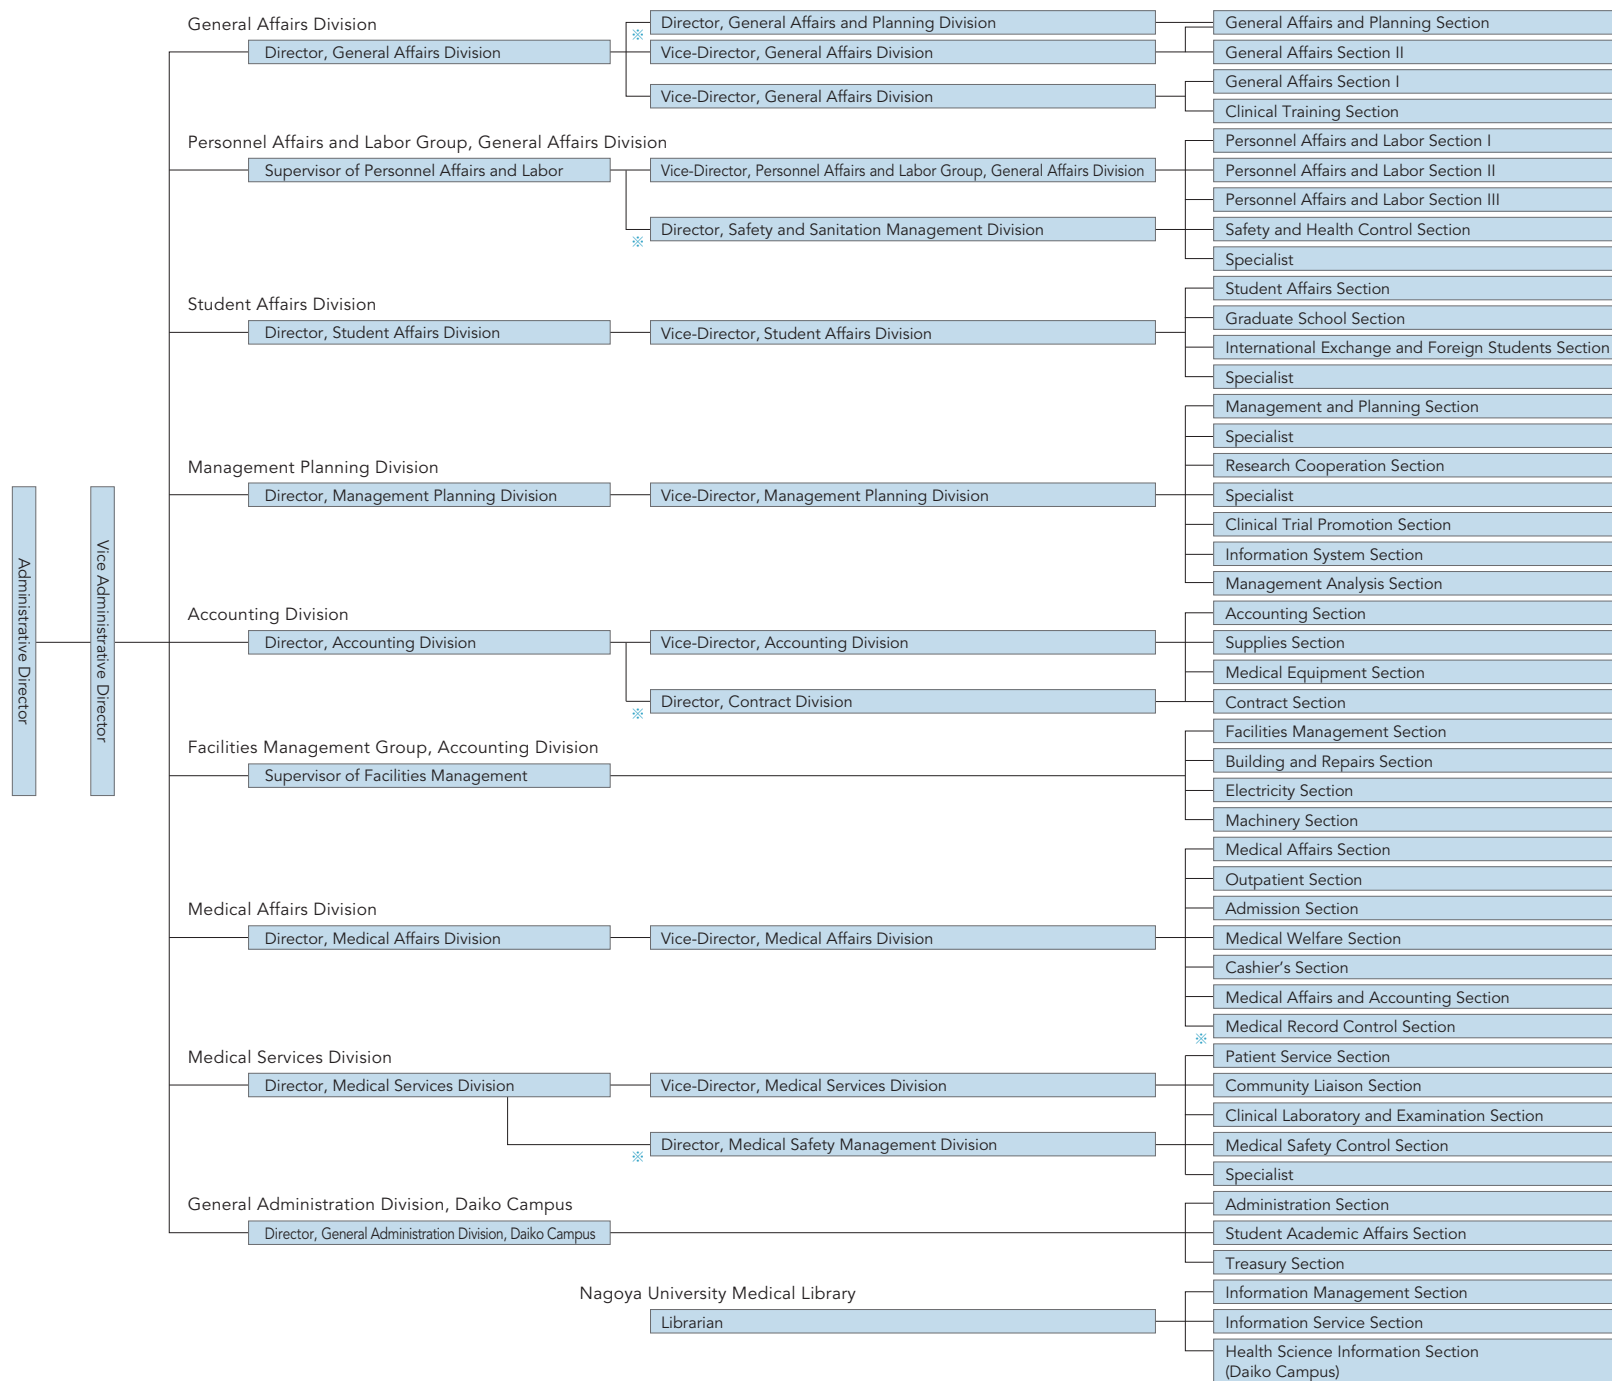 Administrative Director
Vice Administrative Director
General Affairs Division
Director, General Affairs Division
※
Director, General Affairs and Planning Division
Vice-Director, General Affairs Division
Vice-Director, General Affairs Division
General Affairs and Planning Section
General Affairs Section II
General Affairs Section I
Clinical Training Section
Personnel Affairs and Labor Group, General Affairs Division
Supervisor of Personnel Affairs and Labor
Vice-Director, Personnel Affairs and Labor Group, General Affairs Division
※
Director, Safety and Sanitation Management Division
Personnel Affairs and Labor Section I
Personnel Affairs and Labor Section II
Personnel Affairs and Labor Section III
Safety and Health Control Section
Specialist
Student Affairs Division
Director, Student Affairs Division
Vice-Director, Student Affairs Division
Student Affairs Section
Graduate School Section
International Exchange and Foreign Students Section
Specialist
Management Planning Division
Director, Management Planning Division
Vice-Director, Management Planning Division
Management and Planning Section
Specialist
Research Cooperation Section
Specialist
Clinical Trial Promotion Section
Information System Section
Management Analysis Section
Accounting Division
Director, Accounting Division
Vice-Director, Accounting Division
※
Director, Contract Division
Accounting Section
Supplies Section
Medical Equipment Section
Contract Section
Facilities Management Group, Accounting Division
Supervisor of Facilities Management
Facilities Management Section
Building and Repairs Section
Electricity Section
Machinery Section
Medical Affairs Division
Director, Medical Affairs Division
Vice-Director, Medical Affairs Division
Medical Affairs Section
Outpatient Section
Admission Section
Medical Welfare Section
Cashier's Section
Medical Affairs and Accounting Section
※
Medical Record Control Section
Medical Services Division
Director, Medical Services Division
Vice-Director, Medical Services Division
※
Director, Medical Safety Management Division
Patient Service Section
Community Liaison Section
Clinical Laboratory and Examination Section
Medical Safety Control Section
Specialist
General Administration Division, Daiko Campus
Director, General Administration Division, Daiko Campus
Administration Section
Student Academic Affairs Section
Treasury Section
Nagoya University Medical Library
Librarian
Information Management Section
Information Service Section
Health Science Information Section
(Daiko Campus)